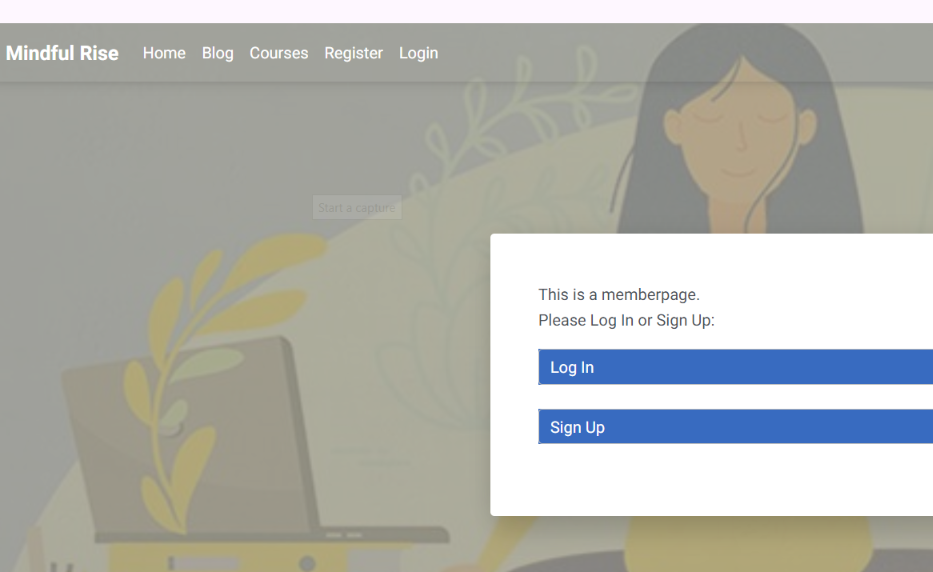 Mindful Rise Home Blog Courses Register Login
Start a capture
This is a memberpage.
Please Log In or Sign Up:
Log In
Sign Up